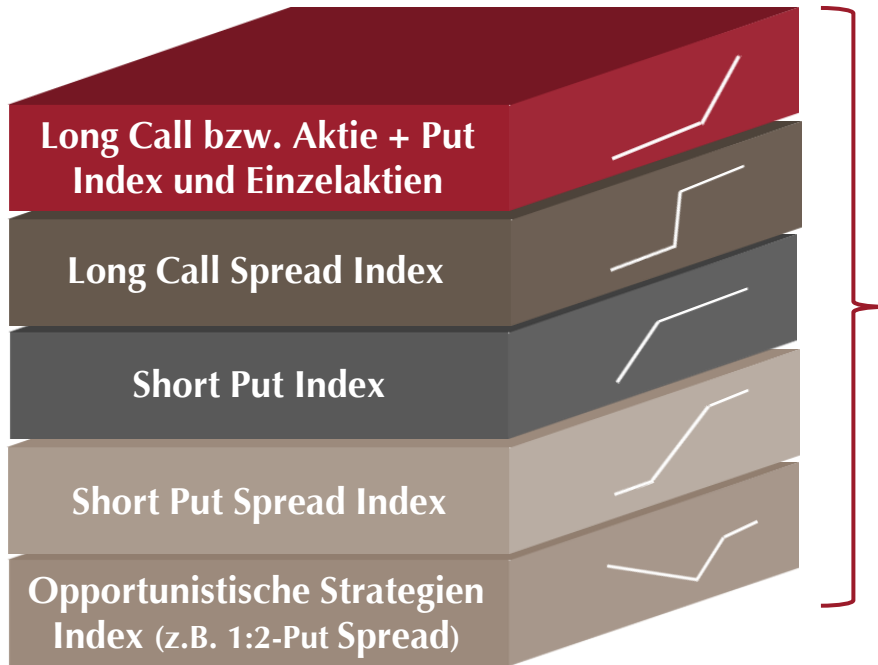 Long Call bzw. Aktie + Put
Index und Einzelaktien
Long Call Spread Index
Short Put Index
Short Put Spread Index
Opportunistische Strategien
Index (z.B. 1:2-Put Spread)